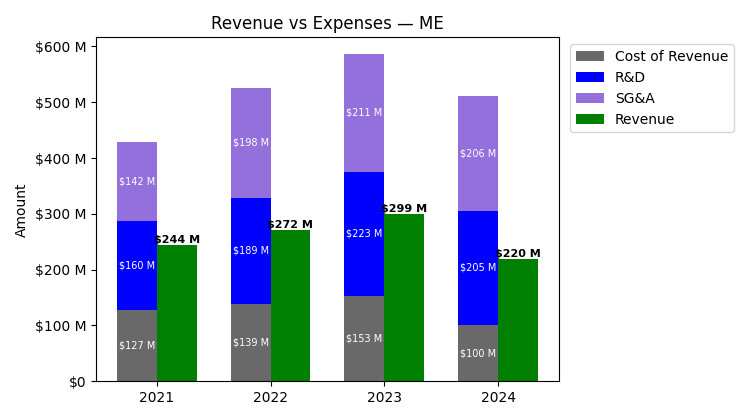 Revenue vs Expenses — ME
$600 M
$500 M
$400 M
$300 M
$200 M
$100 M
$0
Amount
$142 M
$160 M
$127 M
$244 M
$198 M
$189 M
$139 M
$272 M
$211 M
$223 M
$153 M
$299 M
$206 M
$205 M
$100 M
$220 M
2021
2022
2023
2024
Cost of Revenue
R&D
SG&A
Revenue